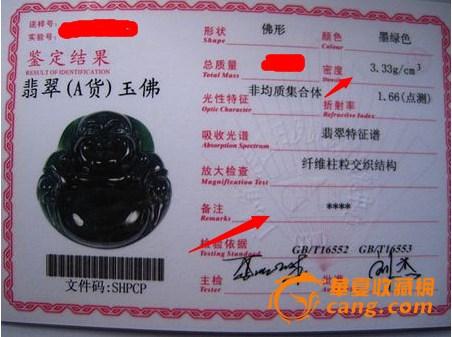 送样号:
实验号:
鉴定结果
RESULT OF IDENTIFICATION
翡翠(A货)玉佛
文件码:SHPCP
形状 佛形 颜色 墨绿色
Shape Colour
总质量 密度 3.33g/cm³
Total Mass
光性特征 非均质集合体 折射率 1.66(点测)
Optic Character Refractive Index
吸收光谱 翡翠特征谱
Absorption Spectrum
放大检查 纤维柱粒交织结构
Magnification Test
备注 ****
Remarks
检验依据 GB/T16552 GB/T16553
Testing Standard
主检 批准
Tester
华夏收藏网
cang.com